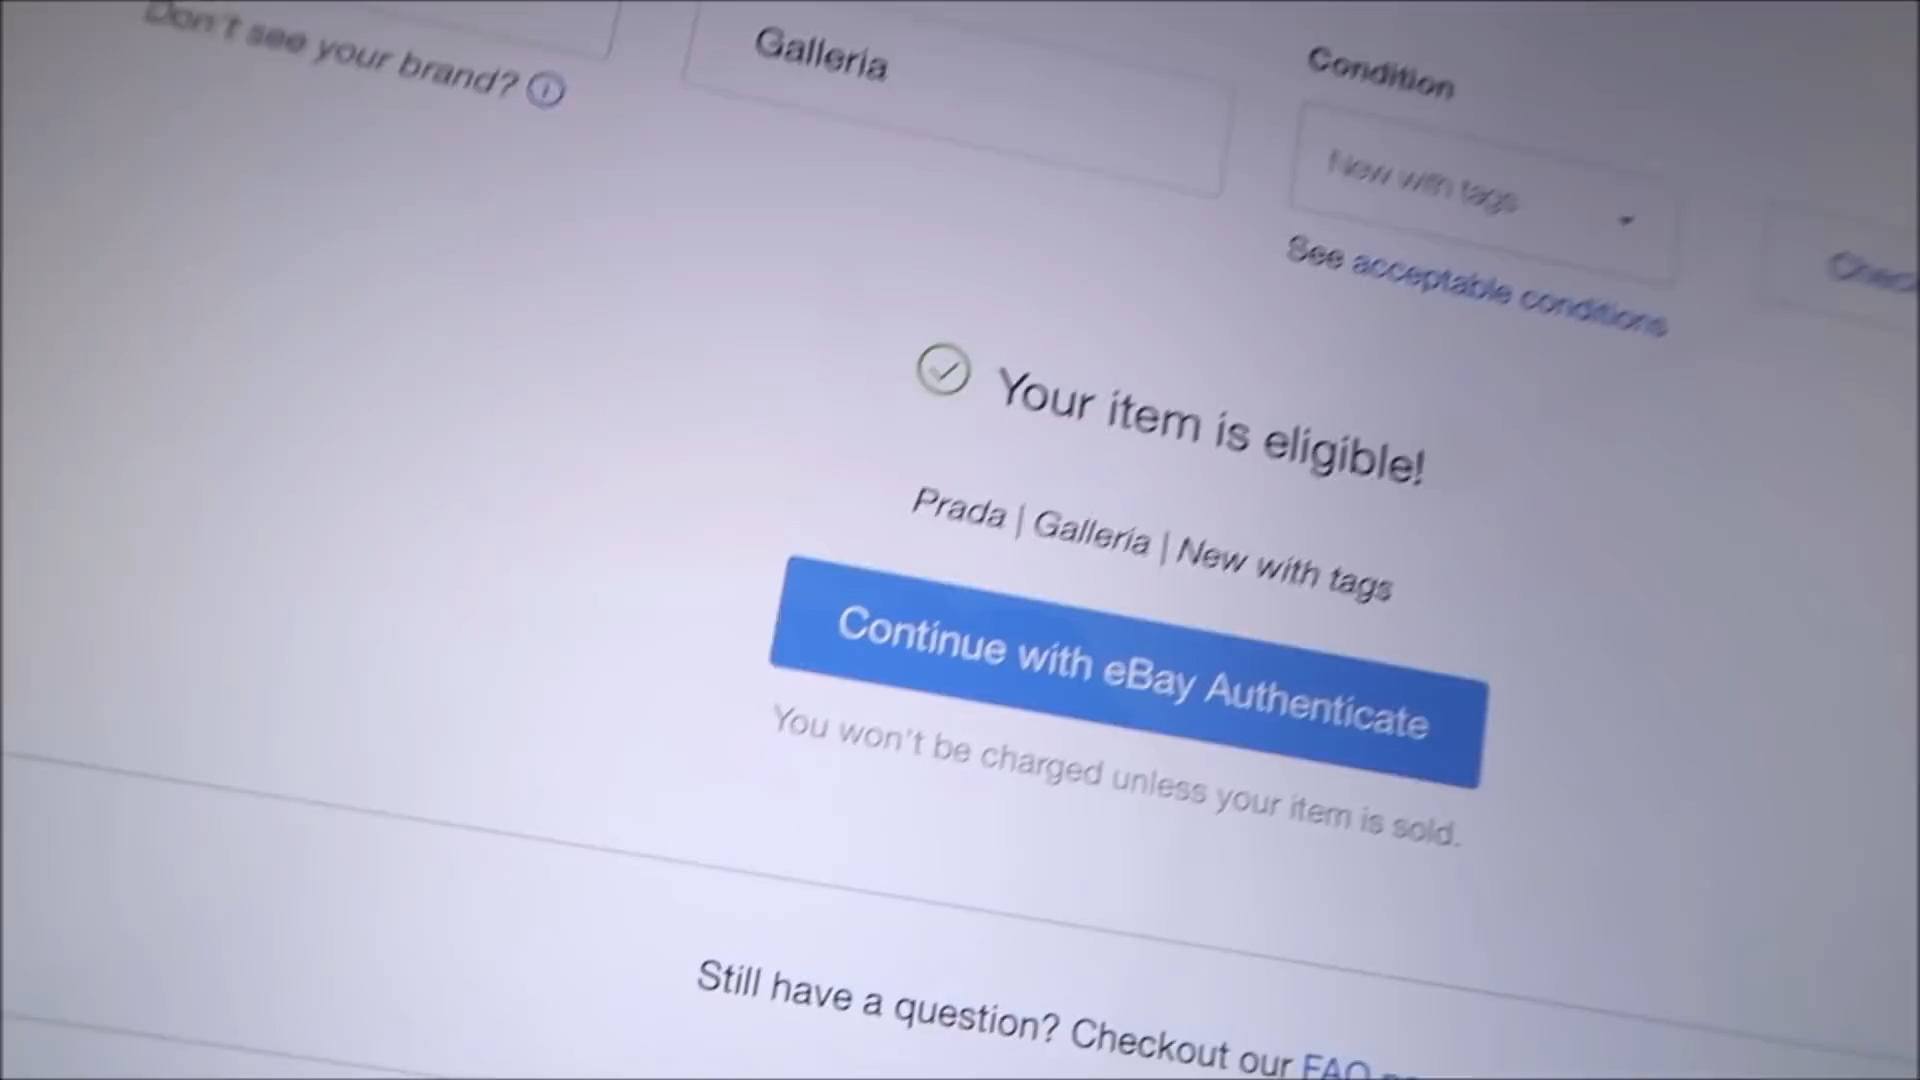 Don't see your brand?
Galleria
Condition
New with tags
See acceptable conditions
Your item is eligible!
Prada | Galleria | New with tags
Continue with eBay Authenticate
You won't be charged unless your item is sold.
Still have a question? Checkout our FAQ